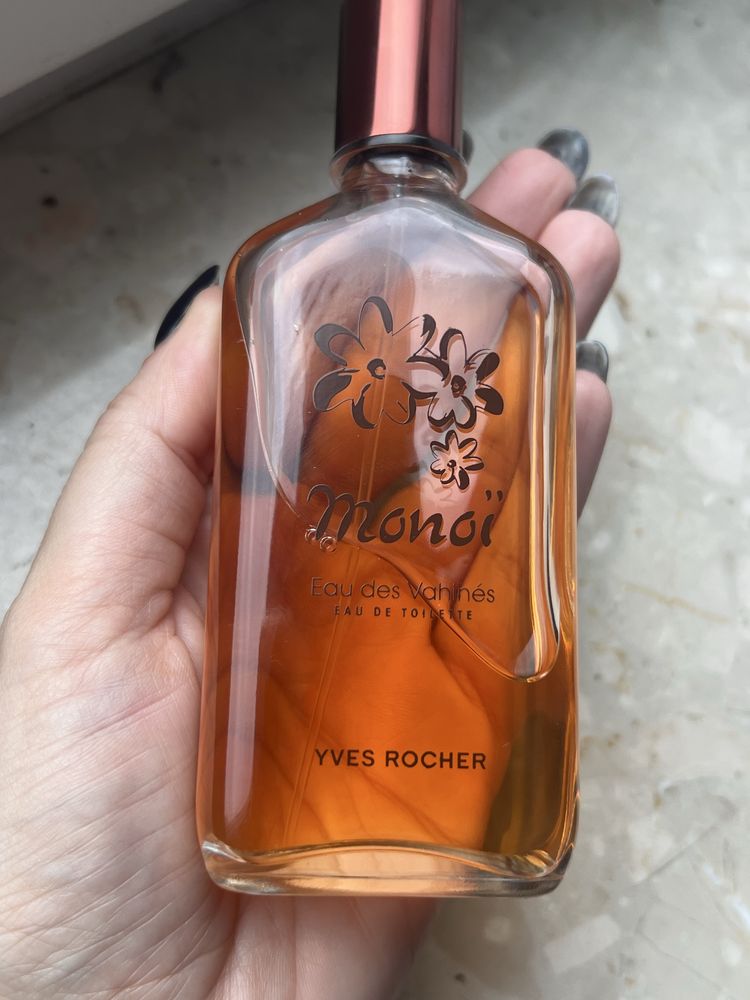 Monoï
Eau des Vahinés
EAU DE TOILETTE
YVES ROCHER